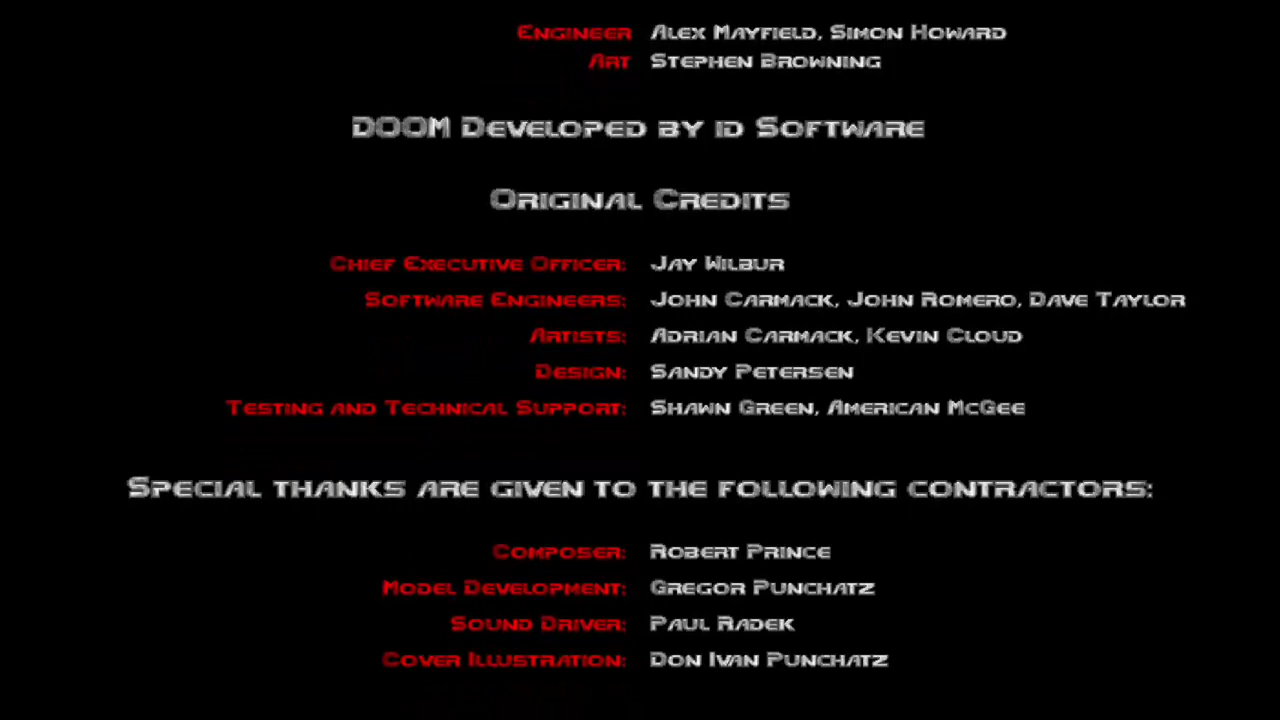 Engineer Alex Mayfield, Simon Howard
Art Stephen Browning
DOOM Developed by id Software
Original Credits
Chief Executive Officer: Jay Wilbur
Software Engineers: John Carmack, John Romero, Dave Taylor
Artists: Adrian Carmack, Kevin Cloud
Design: Sandy Petersen
Testing and Technical Support: Shawn Green, American McGee
Special thanks are given to the following contractors:
Composer: Robert Prince
Model Development: Gregor Punchatz
Sound Driver: Paul Radek
Cover Illustration: Don Ivan Punchatz